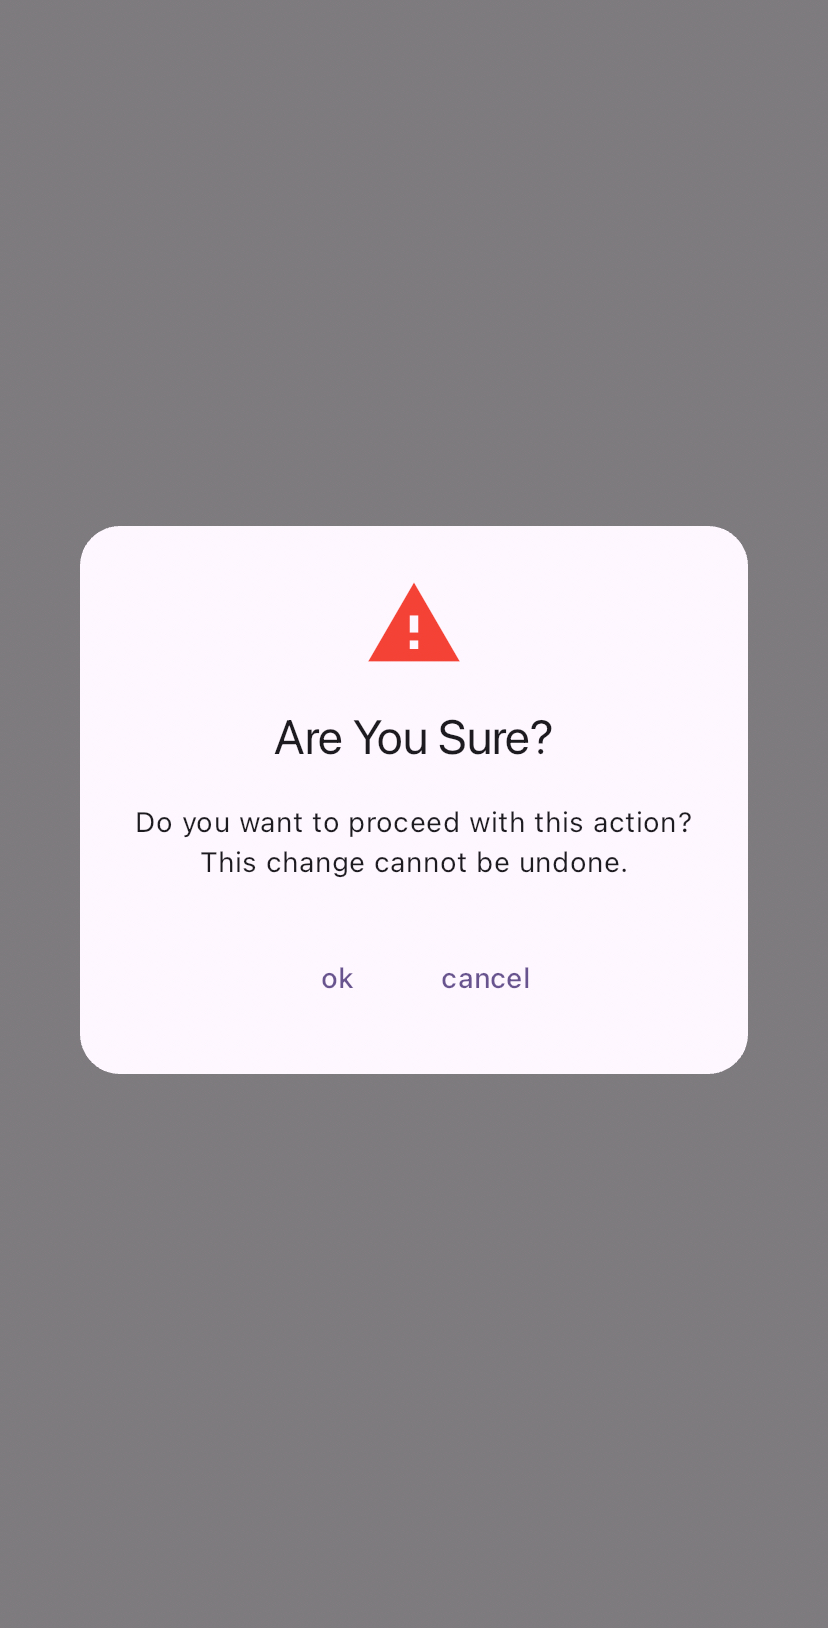 Are You Sure?
Do you want to proceed with this action?
This change cannot be undone.
ok cancel